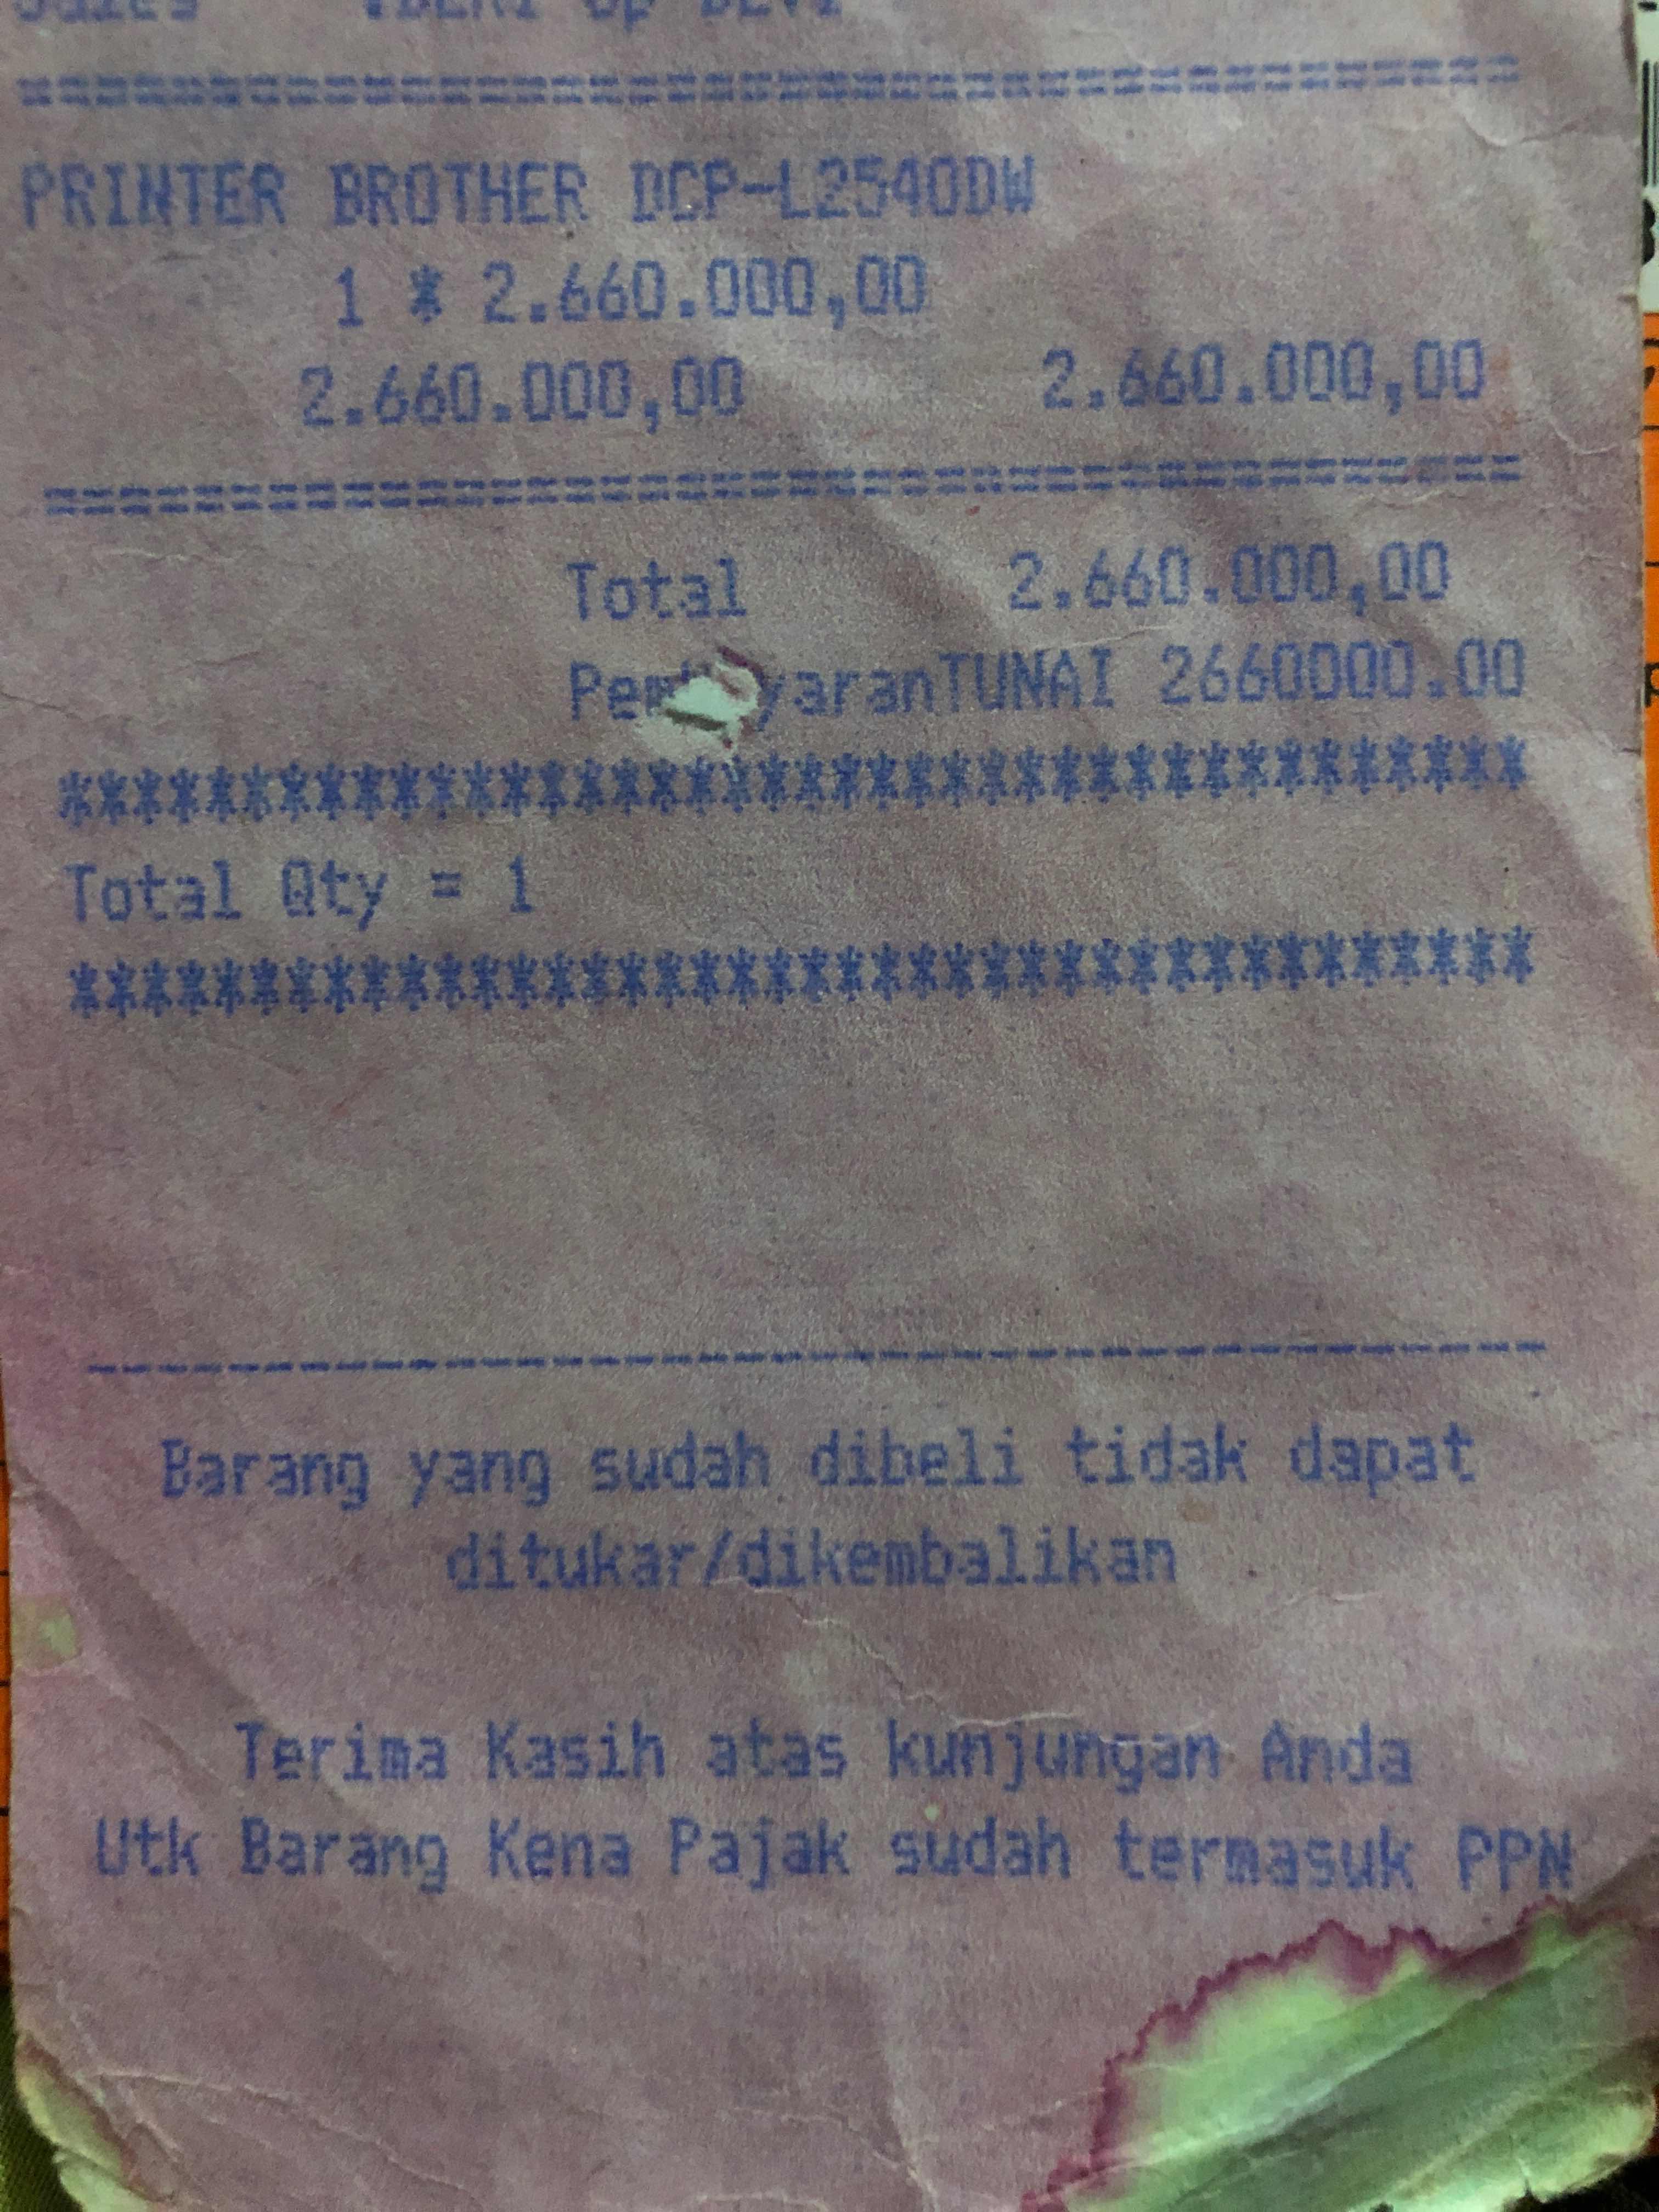 ==========================================
PRINTER BROTHER DCP-L2540DW
1 * 2.660.000,00
2.660.000,00 2.660.000,00
==========================================
Total 2.660.000,00
TUNAI 2660000.00
****************************************
Total Qty = 1
****************************************
----------------------------------------
Barang yang sudah dibeli tidak dapat
ditukar/dikembalikan
Terima Kasih atas kunjungan Anda
Utk Barang Kena Pajak sudah termasuk PPN